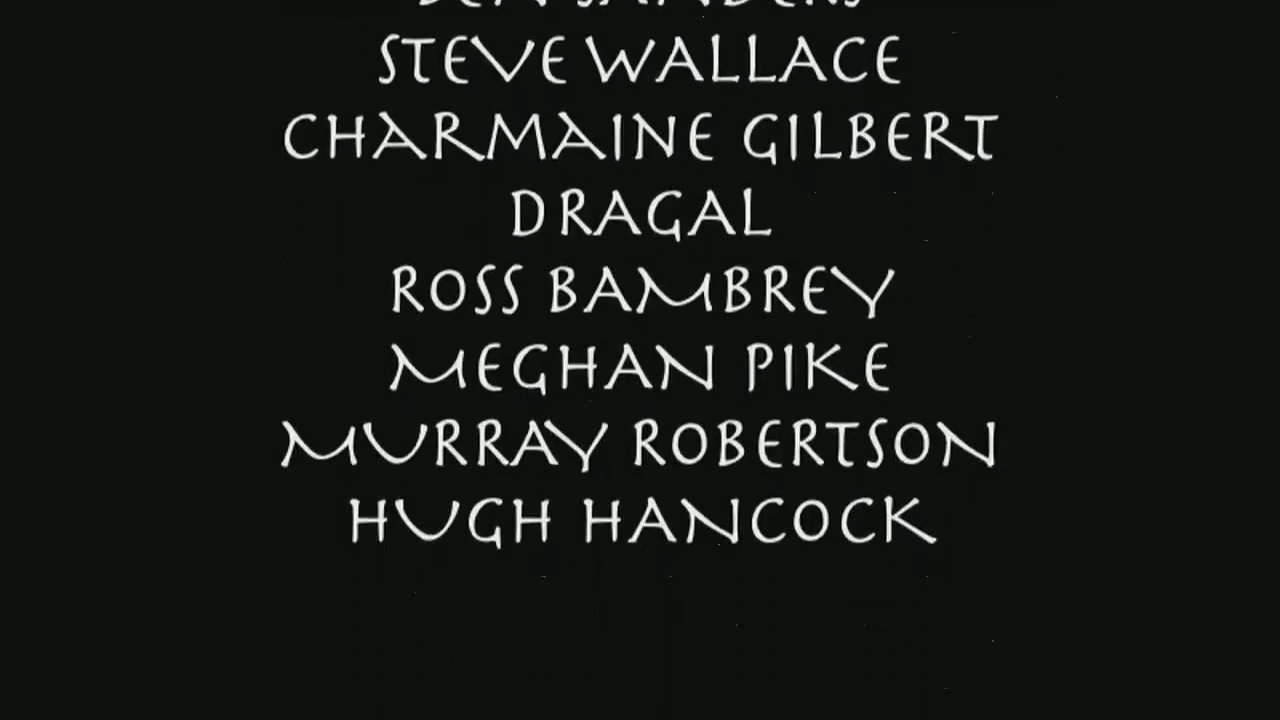 STEVE WALLACE
CHARMAINE GILBERT
DRAGAL
ROSS BAMBREY
MEGHAN PIKE
MURRAY ROBERTSON
HUGH HANCOCK